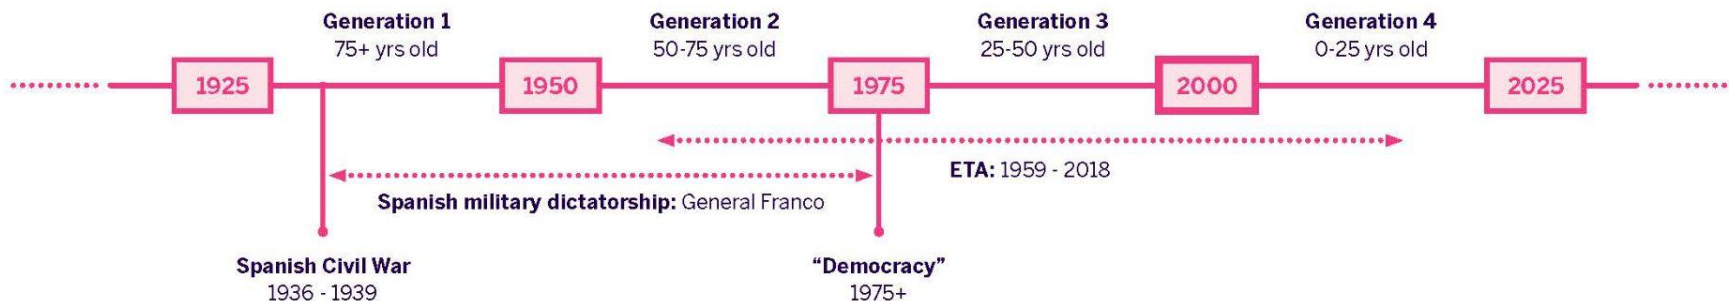 Generation 1
75+ yrs old
Generation 2
50-75 yrs old
Generation 3
25-50 yrs old
Generation 4
0-25 yrs old
1925
1950
1975
2000
2025
ETA: 1959 - 2018
Spanish military dictatorship: General Franco
Spanish Civil War
1936 - 1939
“Democracy”
1975+